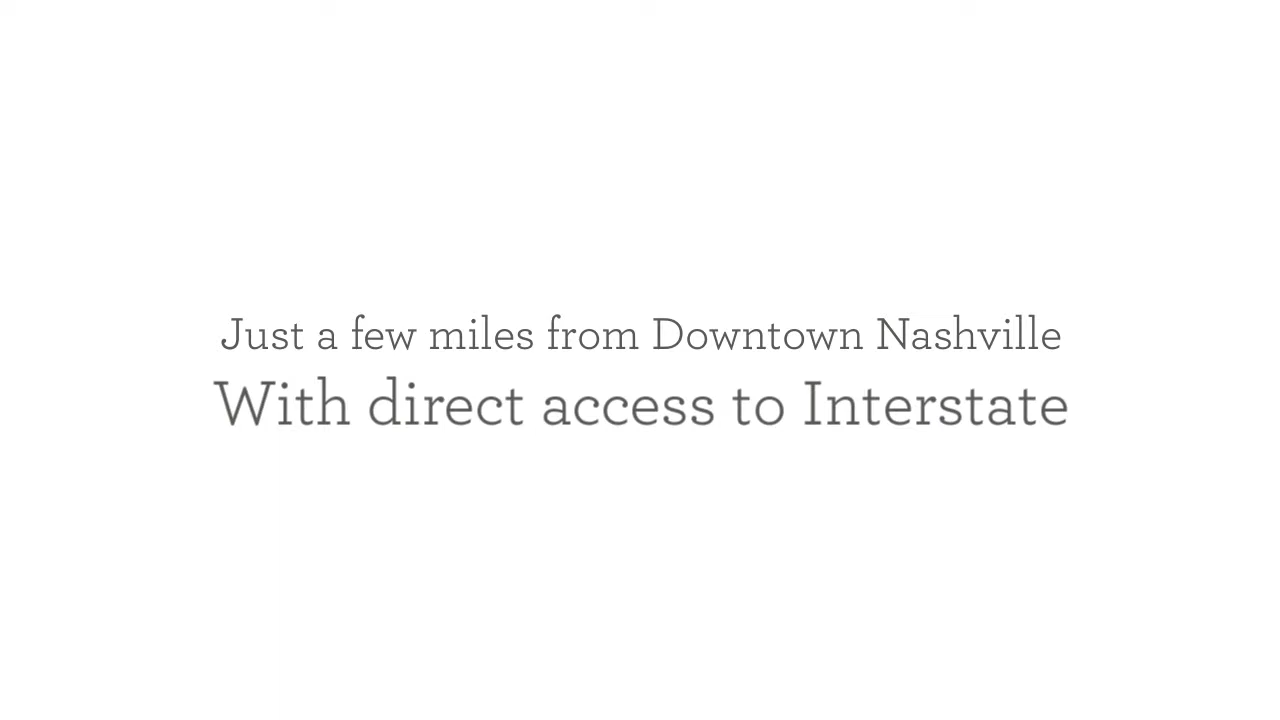 Just a few miles from Downtown Nashville
With direct access to Interstate